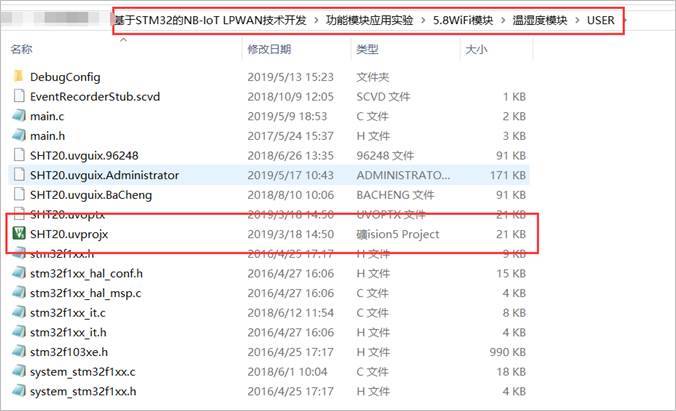 基于STM32的NB-IoT LPWAN技术开发 > 功能模块应用实验 > 5.8WiFi模块 > 温湿度模块 > USER
名称 修改日期 类型 大小
DebugConfig 2019/5/13 15:23 文件夹
EventRecorderStub.scvd 2018/10/9 12:05 SCVD 文件 1 KB
main.c 2019/5/9 18:53 C 文件 2 KB
main.h 2017/5/24 15:37 H 文件 3 KB
SHT20.uvguix.96248 2018/6/26 13:35 96248 文件 91 KB
SHT20.uvguix.Administrator 2019/5/17 10:43 ADMINISTRATO... 171 KB
SHT20.uvguix.BaCheng 2018/8/10 10:06 BACHENG 文件 91 KB
SHT20.uvoptx 2019/3/18 14:50 UVOPTX 文件 21 KB
SHT20.uvprojx 2019/3/18 14:50 礦ision5 Project 21 KB
stm32f1xx.h 2016/4/25 17:17 H 文件 9 KB
stm32f1xx_hal_conf.h 2016/4/27 16:06 H 文件 15 KB
stm32f1xx_hal_msp.c 2016/4/27 16:06 C 文件 4 KB
stm32f1xx_it.c 2018/6/12 11:54 C 文件 8 KB
stm32f1xx_it.h 2016/4/27 16:06 H 文件 4 KB
stm32f103xe.h 2016/4/25 17:17 H 文件 990 KB
system_stm32f1xx.c 2018/6/1 10:04 C 文件 18 KB
system_stm32f1xx.h 2016/4/25 17:17 H 文件 4 KB